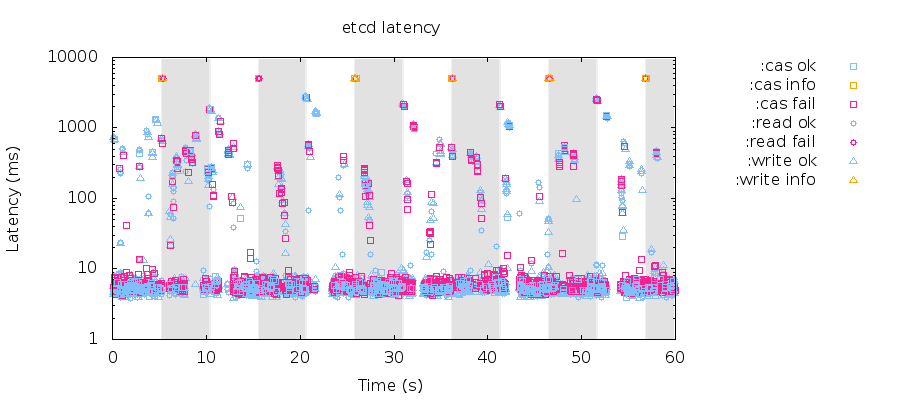 etcd latency
Latency (ms)
10000
1000
100
10
1
0 10 20 30 40 50 60
Time (s)
:cas ok
:cas info
:cas fail
:read ok
:read fail
:write ok
:write info